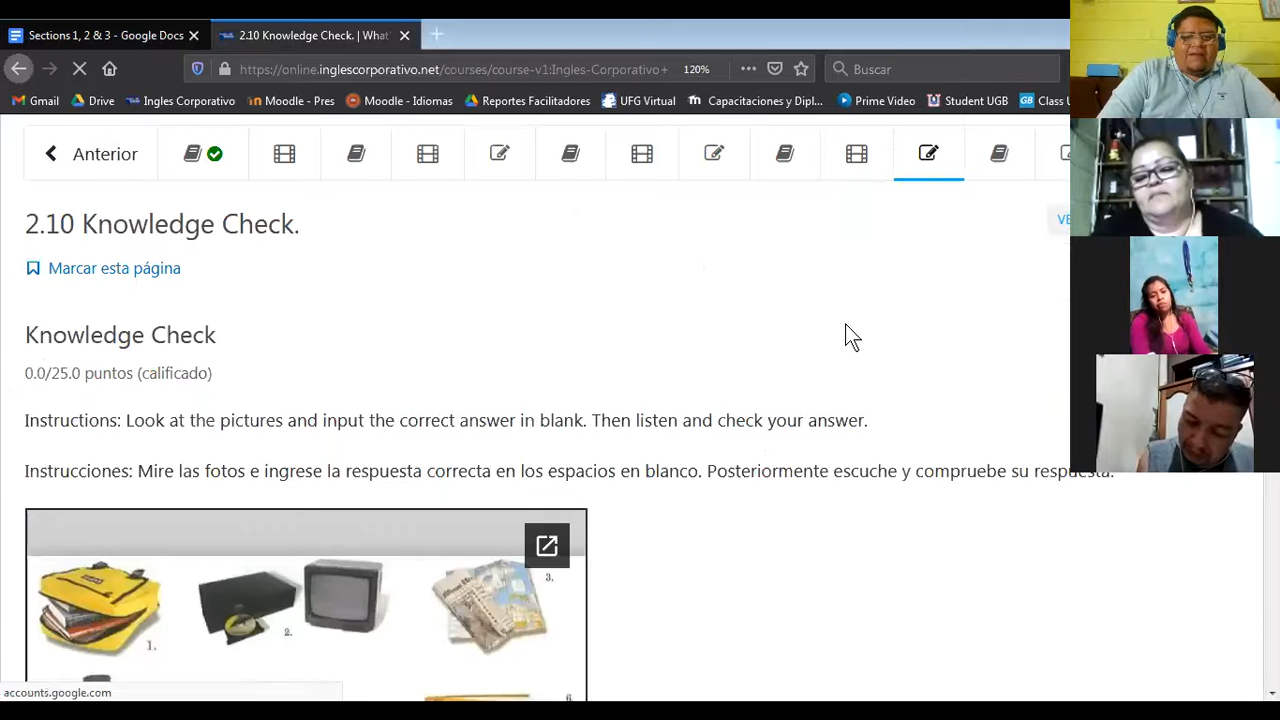 Sections 1, 2 & 3 - Google Docs
2.10 Knowledge Check. | What'
https://online.inglescorporativo.net/courses/course-v1:Ingles-Corporativo+
120%
Buscar
Gmail
Drive
Ingles Corporativo
Moodle - Pres
Moodle - Idiomas
Reportes Facilitadores
UFG Virtual
Capacitaciones y Dipl...
Prime Video
Student UGB
GB Class U
Anterior
2.10 Knowledge Check.
VE
Marcar esta página
Knowledge Check
0.0/25.0 puntos (calificado)
Instructions: Look at the pictures and input the correct answer in blank. Then listen and check your answer.
Instrucciones: Mire las fotos e ingrese la respuesta correcta en los espacios en blanco. Posteriormente escuche y compruebe su respuesta.
1.
2.
3.
6.
accounts.google.com